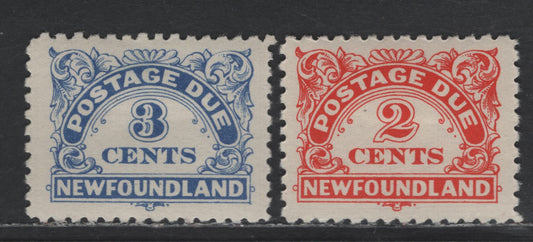 POSTAGE DUE
3
CENTS
NEWFOUNDLAND
POSTAGE DUE
2
CENTS
NEWFOUNDLAND